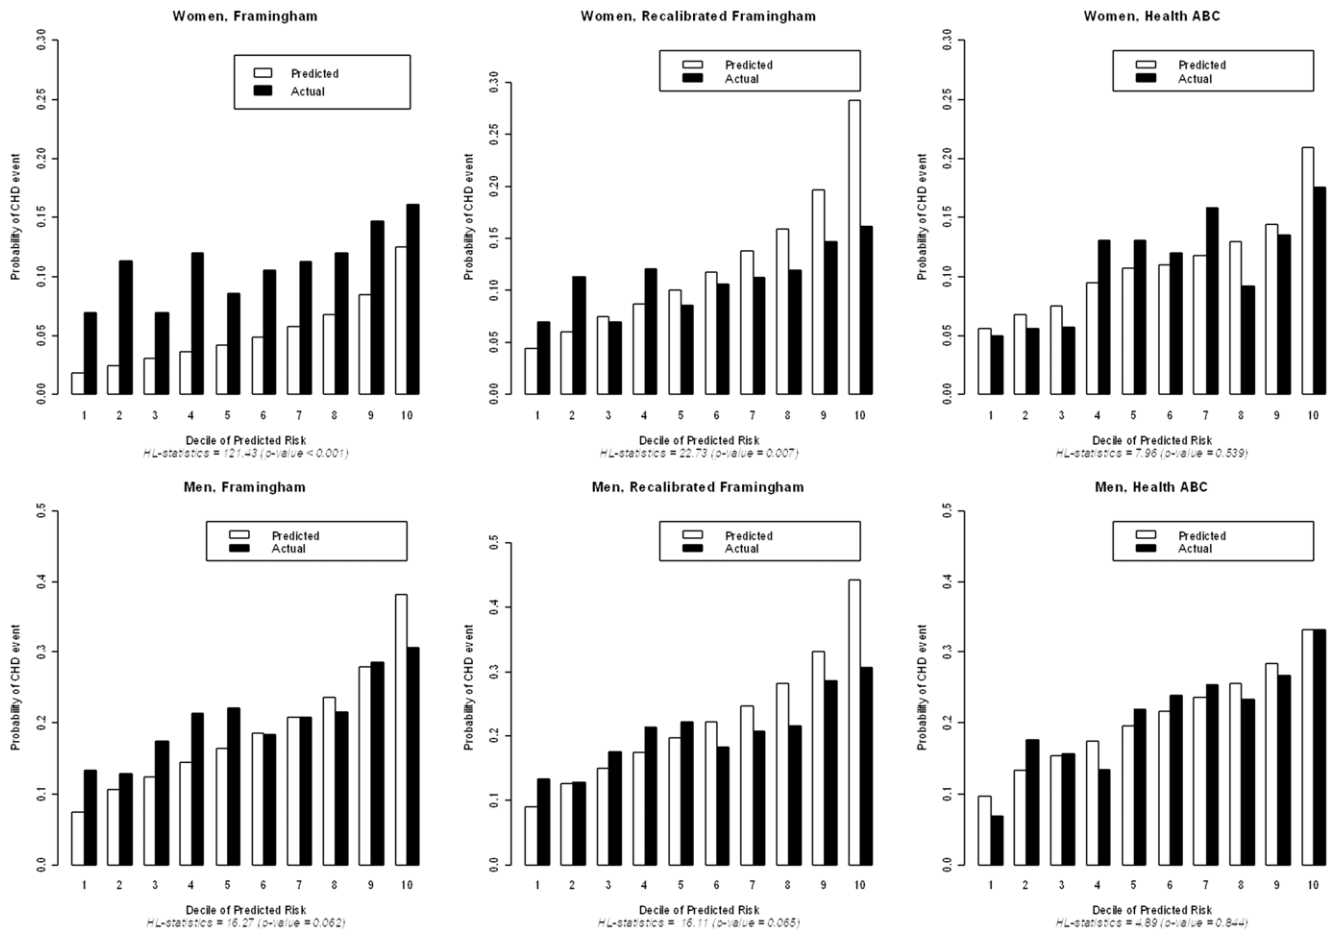 Women, Framingham
Predicted
Actual
Probability of CHD event
0.00 0.05 0.10 0.15 0.20 0.25 0.30
1 2 3 4 5 6 7 8 9 10
Decile of Predicted Risk
HL-statistics = 121.43 (p-value < 0.001)
Women, Recalibrated Framingham
Predicted
Actual
Probability of CHD event
0.00 0.05 0.10 0.15 0.20 0.25 0.30
1 2 3 4 5 6 7 8 9 10
Decile of Predicted Risk
HL-statistics = 22.73 (p-value = 0.007)
Women, Health ABC
Predicted
Actual
Probability of CHD event
0.00 0.05 0.10 0.15 0.20 0.25 0.30
1 2 3 4 5 6 7 8 9 10
Decile of Predicted Risk
HL-statistics = 7.96 (p-value = 0.539)
Men, Framingham
Predicted
Actual
Probability of CHD event
0.0 0.1 0.2 0.3 0.4 0.5
1 2 3 4 5 6 7 8 9 10
Decile of Predicted Risk
HL-statistics = 16.27 (p-value = 0.062)
Men, Recalibrated Framingham
Predicted
Actual
Probability of CHD event
0.0 0.1 0.2 0.3 0.4 0.5
1 2 3 4 5 6 7 8 9 10
Decile of Predicted Risk
HL-statistics = 16.11 (p-value = 0.065)
Men, Health ABC
Predicted
Actual
Probability of CHD event
0.0 0.1 0.2 0.3 0.4 0.5
1 2 3 4 5 6 7 8 9 10
Decile of Predicted Risk
HL-statistics = 4.89 (p-value = 0.844)